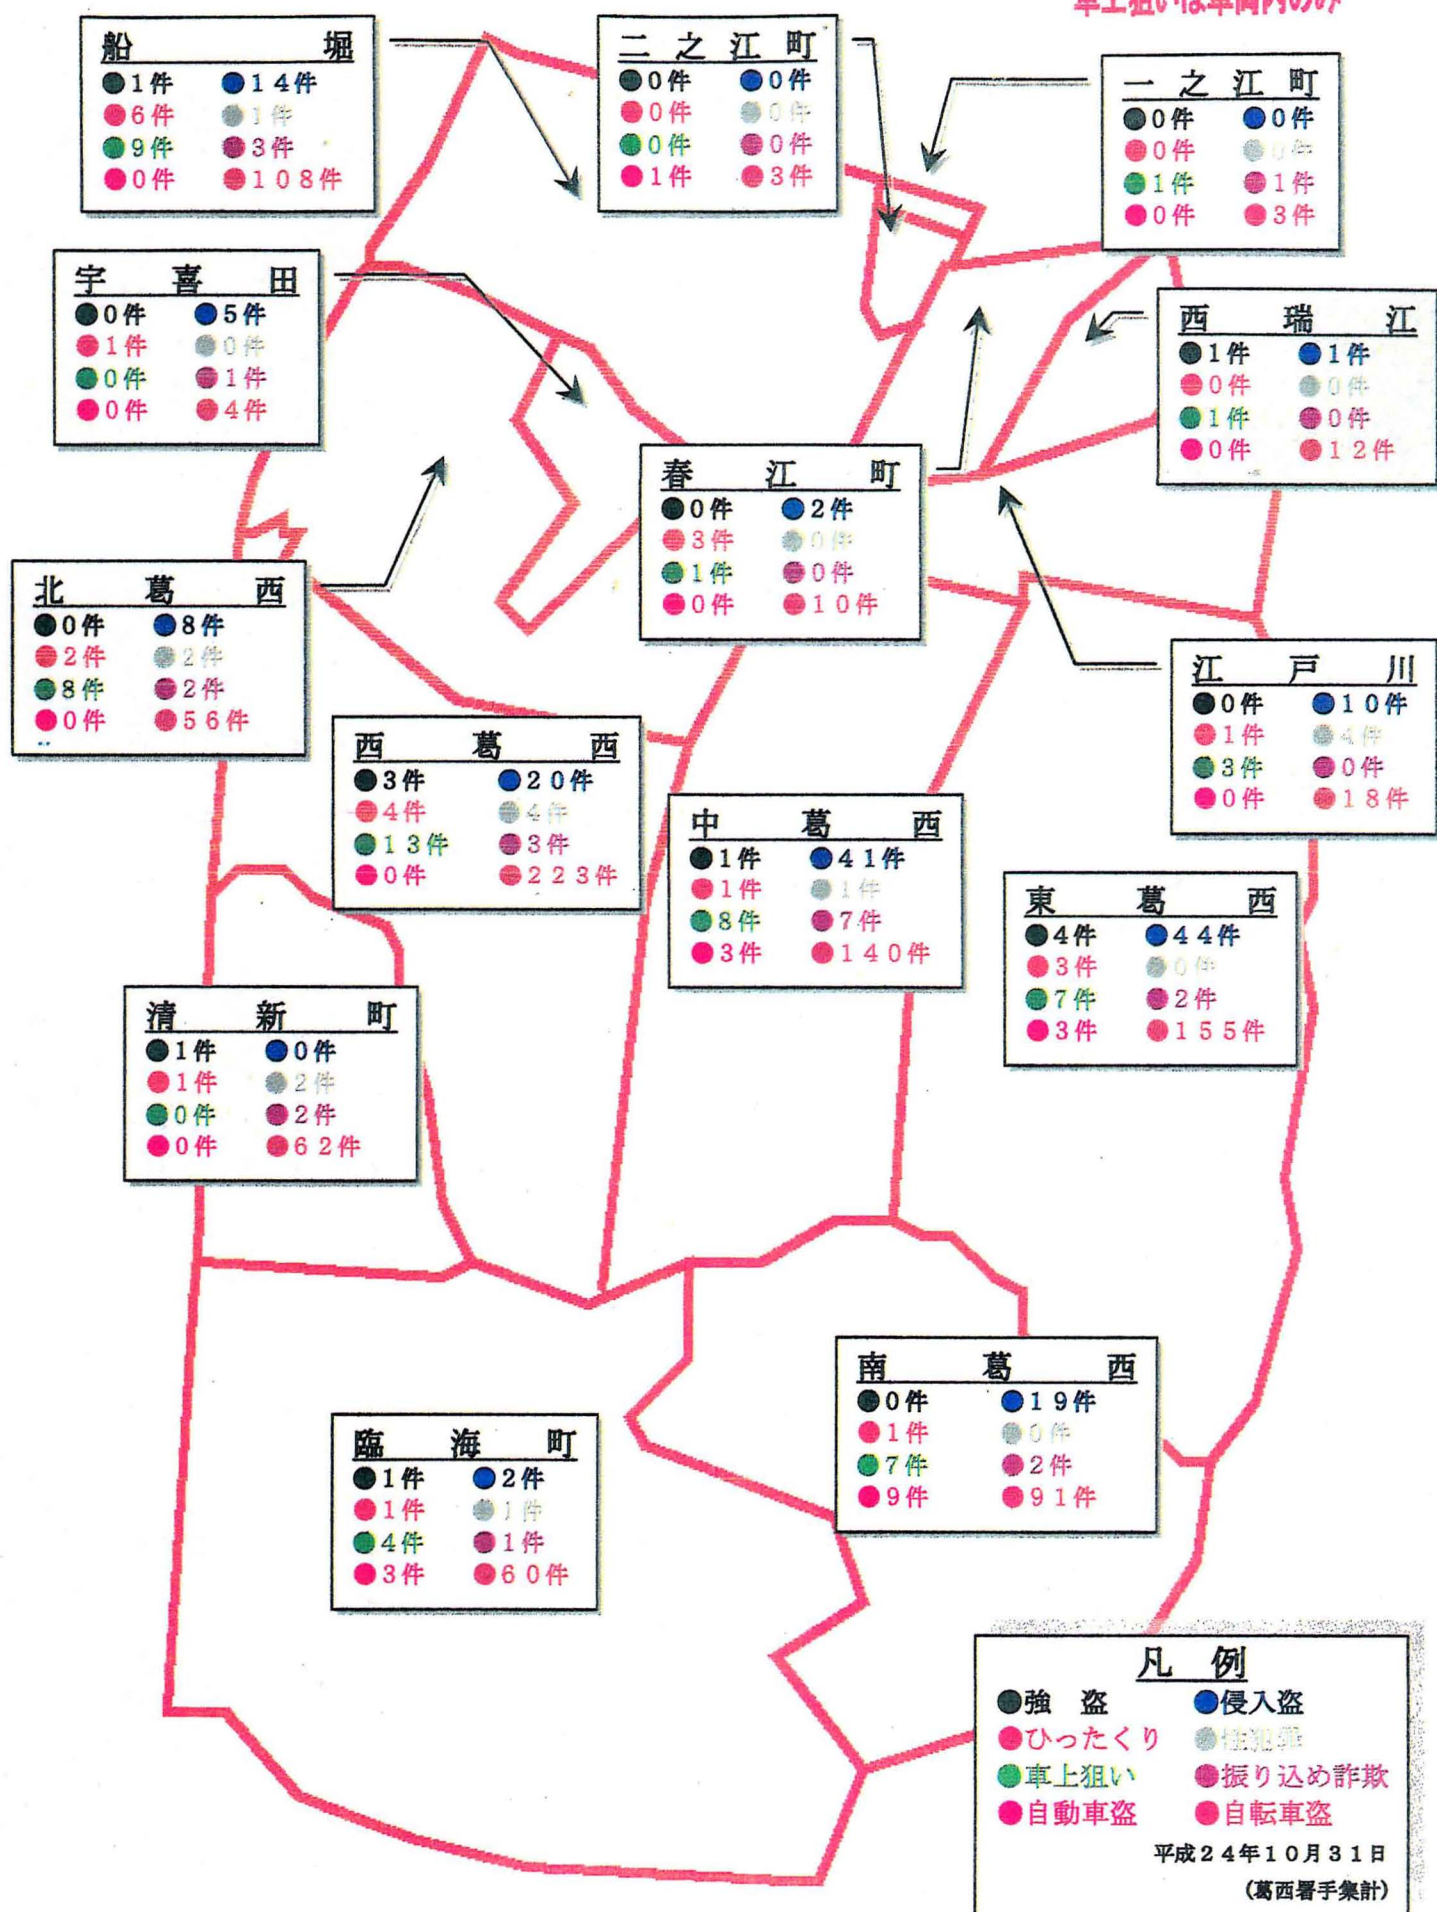 車上狙いは車両内のみ
船堀
●1件 ●14件
●6件 ●1件
●9件 ●3件
●0件 ●108件
二之江町
●0件 ●0件
●0件 ●0件
●0件 ●0件
●1件 ●3件
一之江町
●0件 ●0件
●0件 ●0件
●1件 ●1件
●0件 ●3件
宇喜田
●0件 ●5件
●1件 ●0件
●0件 ●1件
●0件 ●4件
西瑞江
●1件 ●1件
●0件 ●0件
●1件 ●0件
●0件 ●12件
春江町
●0件 ●2件
●3件 ●0件
●1件 ●0件
●0件 ●10件
北葛西
●0件 ●8件
●2件 ●2件
●8件 ●2件
●0件 ●56件
江戸川
●0件 ●10件
●1件 ●4件
●3件 ●0件
●0件 ●18件
西葛西
●3件 ●20件
●4件 ●4件
●13件 ●3件
●0件 ●223件
中葛西
●1件 ●41件
●1件 ●1件
●8件 ●7件
●3件 ●140件
東葛西
●4件 ●44件
●3件 ●0件
●7件 ●2件
●3件 ●155件
清新町
●1件 ●0件
●1件 ●2件
●0件 ●2件
●0件 ●62件
南葛西
●0件 ●19件
●1件 ●0件
●7件 ●2件
●9件 ●91件
臨海町
●1件 ●2件
●1件 ●1件
●4件 ●1件
●3件 ●60件
凡例
●強盗 ●侵入盗
●ひったくり ●性犯罪
●車上狙い ●振り込め詐欺
●自動車盗 ●自転車盗
平成24年10月31日
(葛西署手集計)